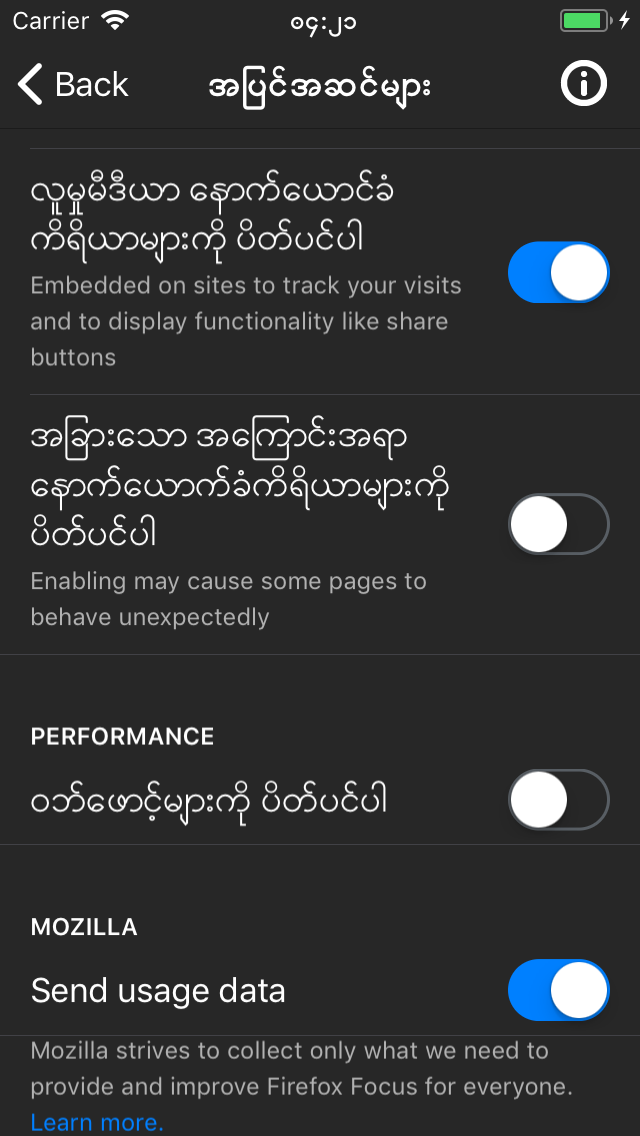 Carrier
၀၄:၂၁
Back
အပြင်အဆင်များ
လူမှုမီဒီယာ နောက်ယောင်ခံ
ကိရိယာများကို ပိတ်ပင်ပါ
Embedded on sites to track your visits
and to display functionality like share
buttons
အခြားသော အကြောင်းအရာ
နောက်ယောက်ခံကိရိယာများကို
ပိတ်ပင်ပါ
Enabling may cause some pages to
behave unexpectedly
PERFORMANCE
ဝဘ်ဖောင့်များကို ပိတ်ပင်ပါ
MOZILLA
Send usage data
Mozilla strives to collect only what we need to
provide and improve Firefox Focus for everyone.
Learn more.